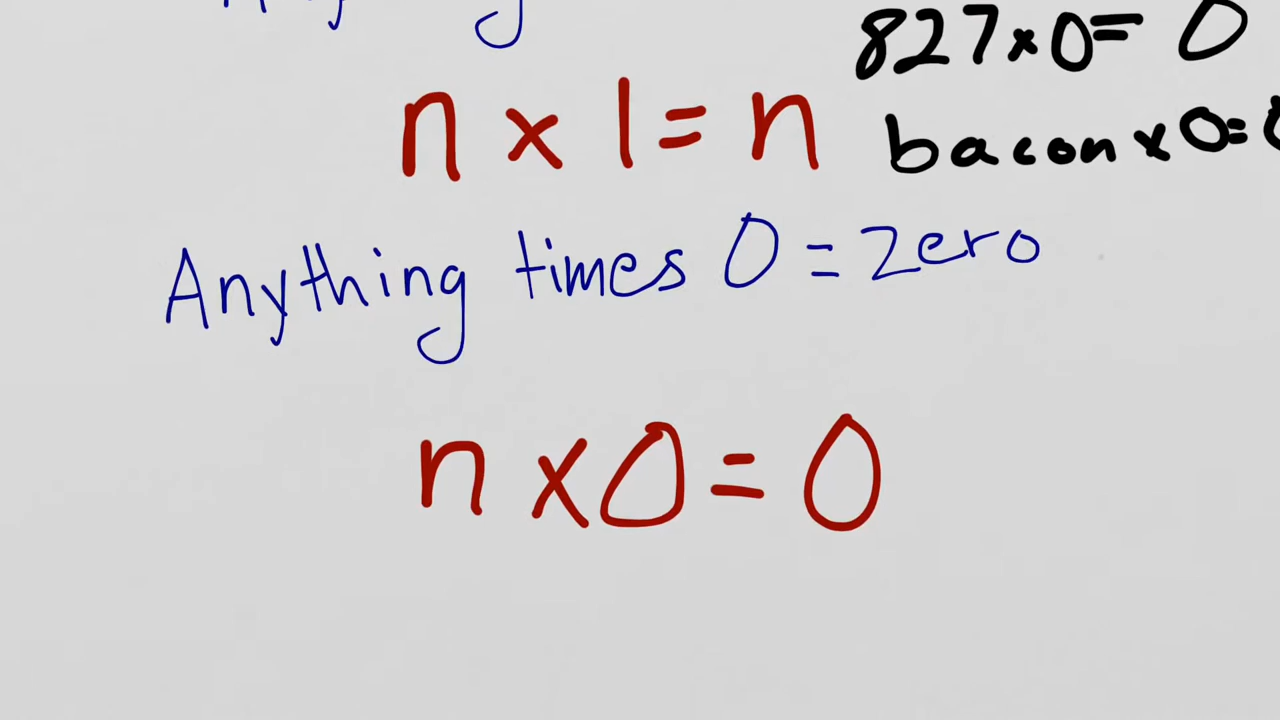 827 x 0 = 0
n x 1 = n
bacon x 0 =
Anything times 0 = zero
n x 0 = 0